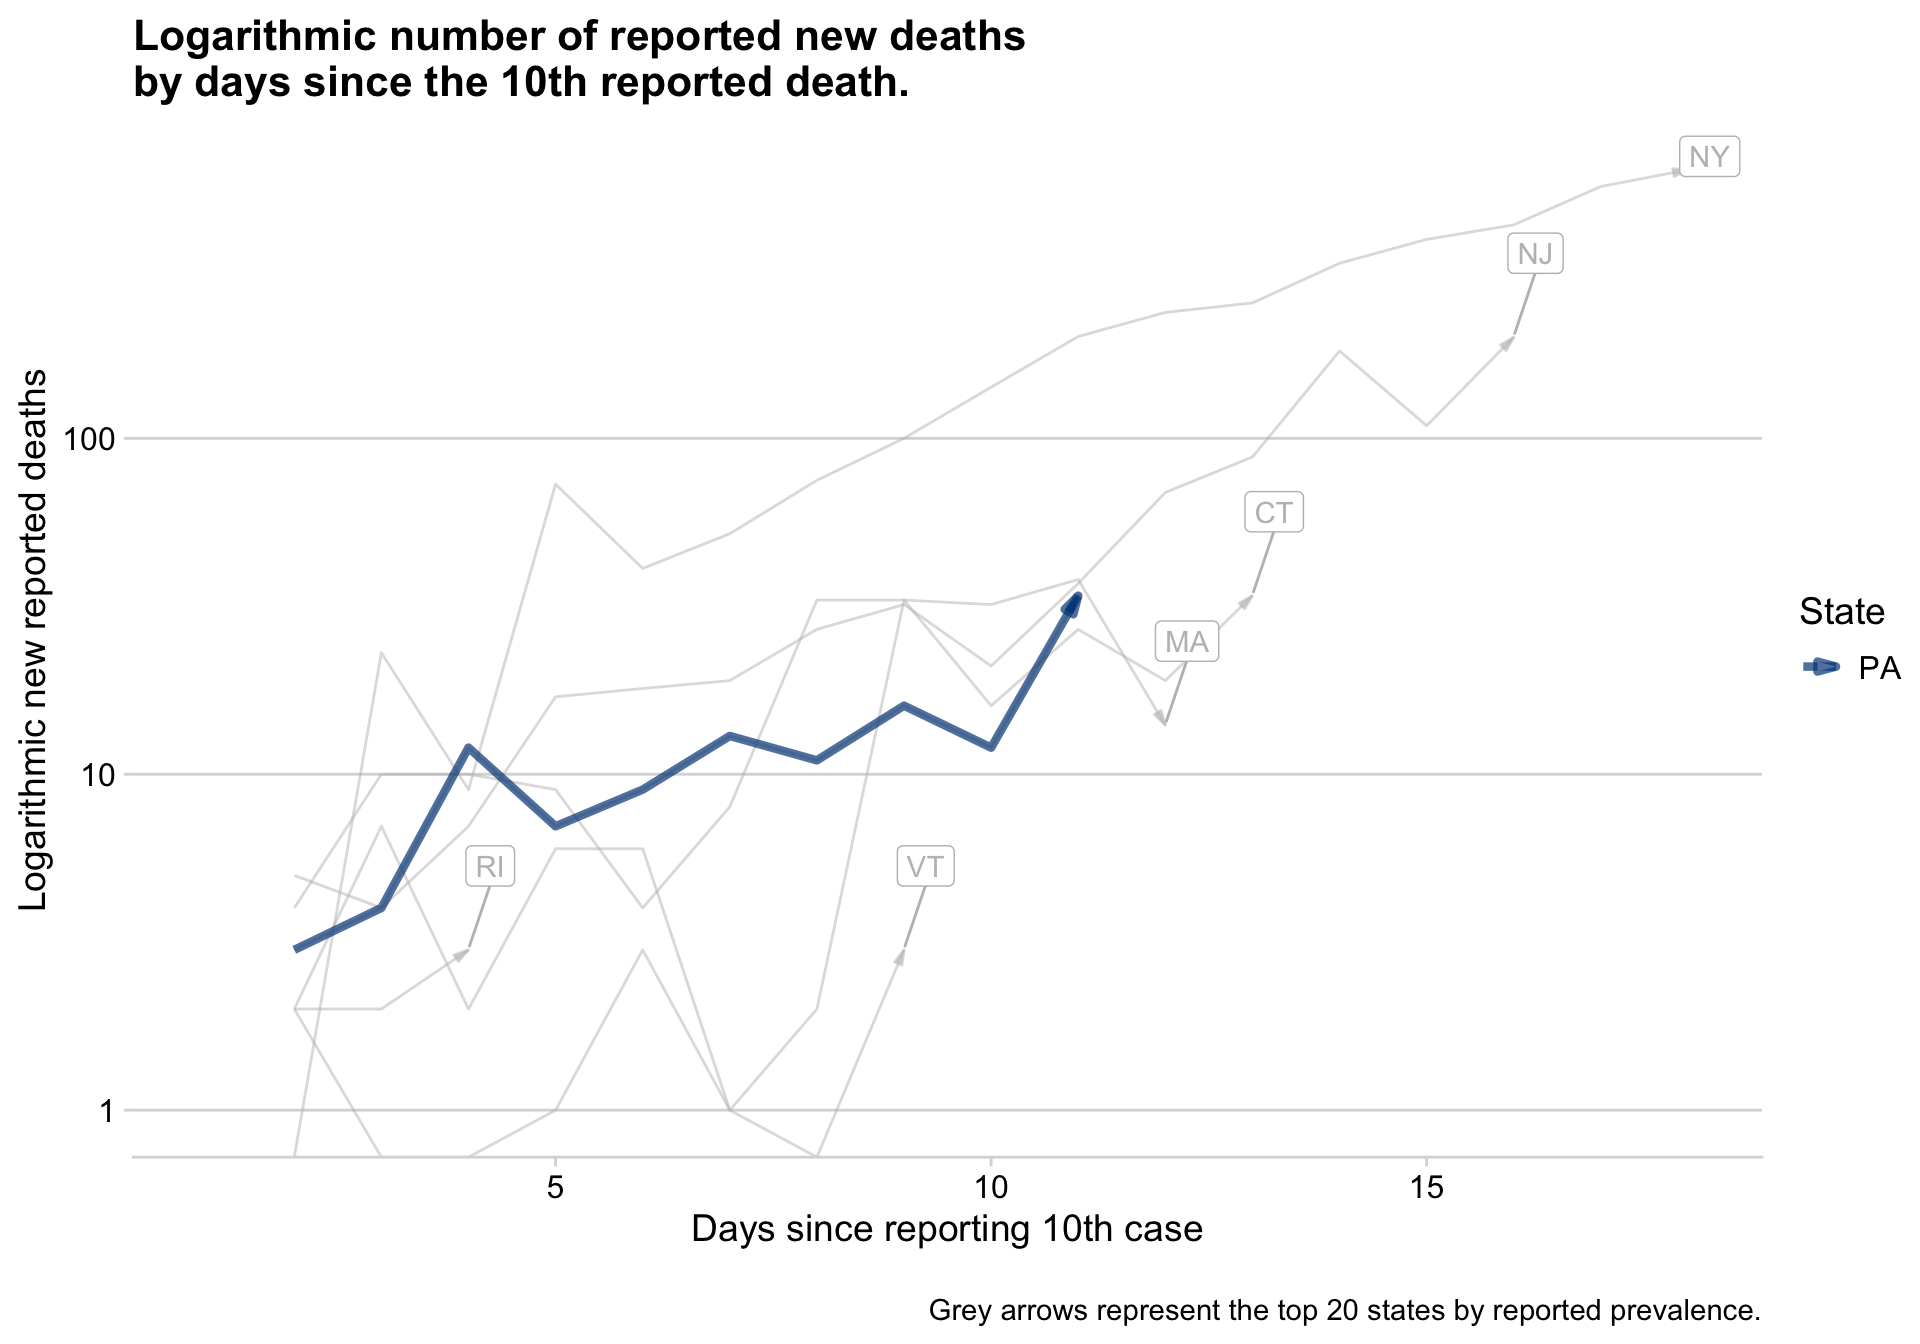 Logarithmic number of reported new deaths
by days since the 10th reported death.
NY
NJ
CT
MA
RI
VT
Logarithmic new reported deaths
100
10
1
5
10
15
Days since reporting 10th case
State
PA
Grey arrows represent the top 20 states by reported prevalence.